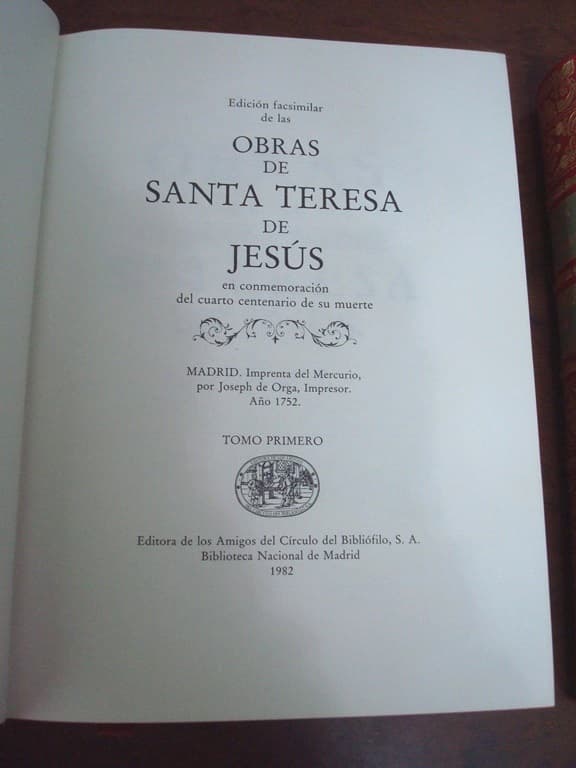 Edición facsimilar
de las
OBRAS
DE
SANTA TERESA
DE
JESÚS
en conmemoración
del cuarto centenario de su muerte
MADRID. Imprenta del Mercurio,
por Joseph de Orga, Impresor.
Año 1752.
TOMO PRIMERO
Editora de los Amigos del Círculo del Bibliófilo, S. A.
Biblioteca Nacional de Madrid
1982